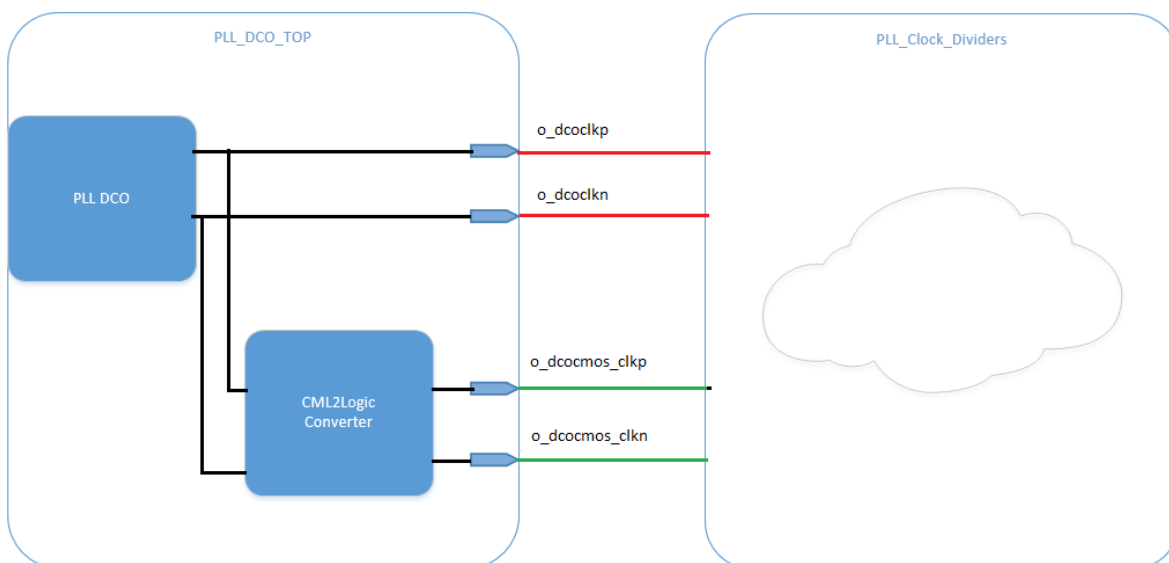 PLL_DCO_TOP
PLL_Clock_Dividers
o_dcoclkp
PLL DCO
o_dcoclkn
o_dcocmos_clkp
CML2Logic
Converter
o_dcocmos_clkn